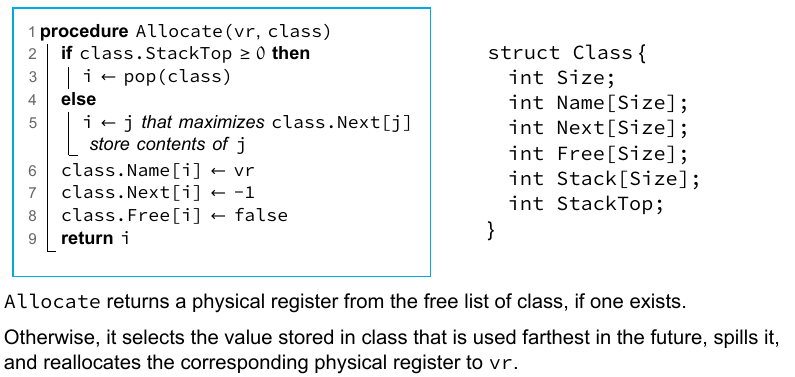 1 procedure Allocate(vr, class)
2 if class.StackTop ≥ 0 then
3 i ← pop(class)
4 else
5 i ← j that maximizes class.Next[j]
store contents of j
6 class.Name[i] ← vr
7 class.Next[i] ← -1
8 class.Free[i] ← false
9 return i
struct Class{
int Size;
int Name[Size];
int Next[Size];
int Free[Size];
int Stack[Size];
int StackTop;
}
Allocate returns a physical register from the free list of class, if one exists.
Otherwise, it selects the value stored in class that is used farthest in the future, spills it,
and reallocates the corresponding physical register to vr.